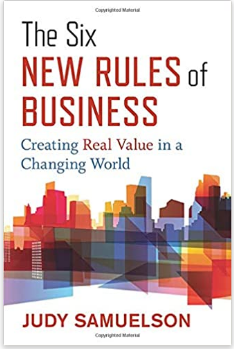 The Six
NEW RULES of
BUSINESS
Creating Real Value in a
Changing World
JUDY SAMUELSON